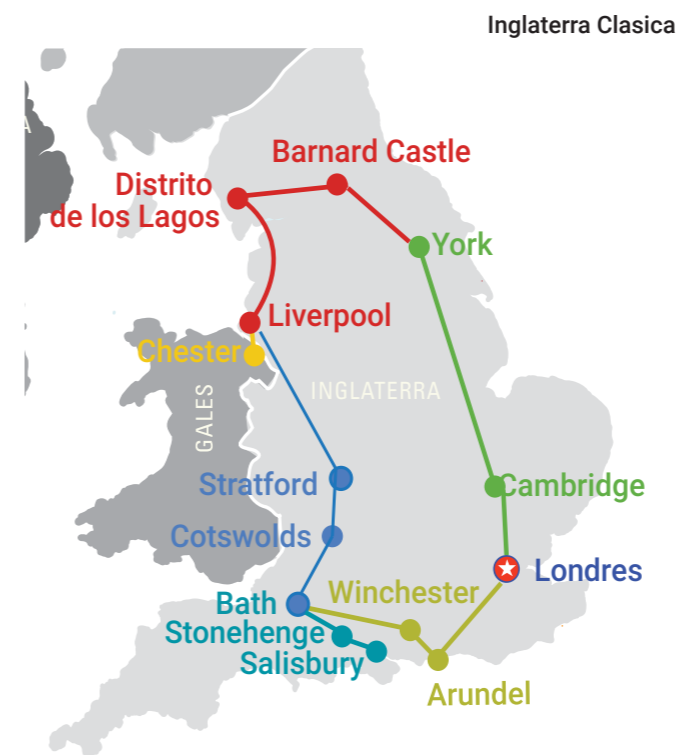 Inglaterra Clasica
A
Barnard Castle
Distrito
de los Lagos
York
Liverpool
Chester
INGLATERRA
GALES
Stratford
Cambridge
Cotswolds
Londres
Winchester
Bath
Stonehenge
Salisbury
Arundel